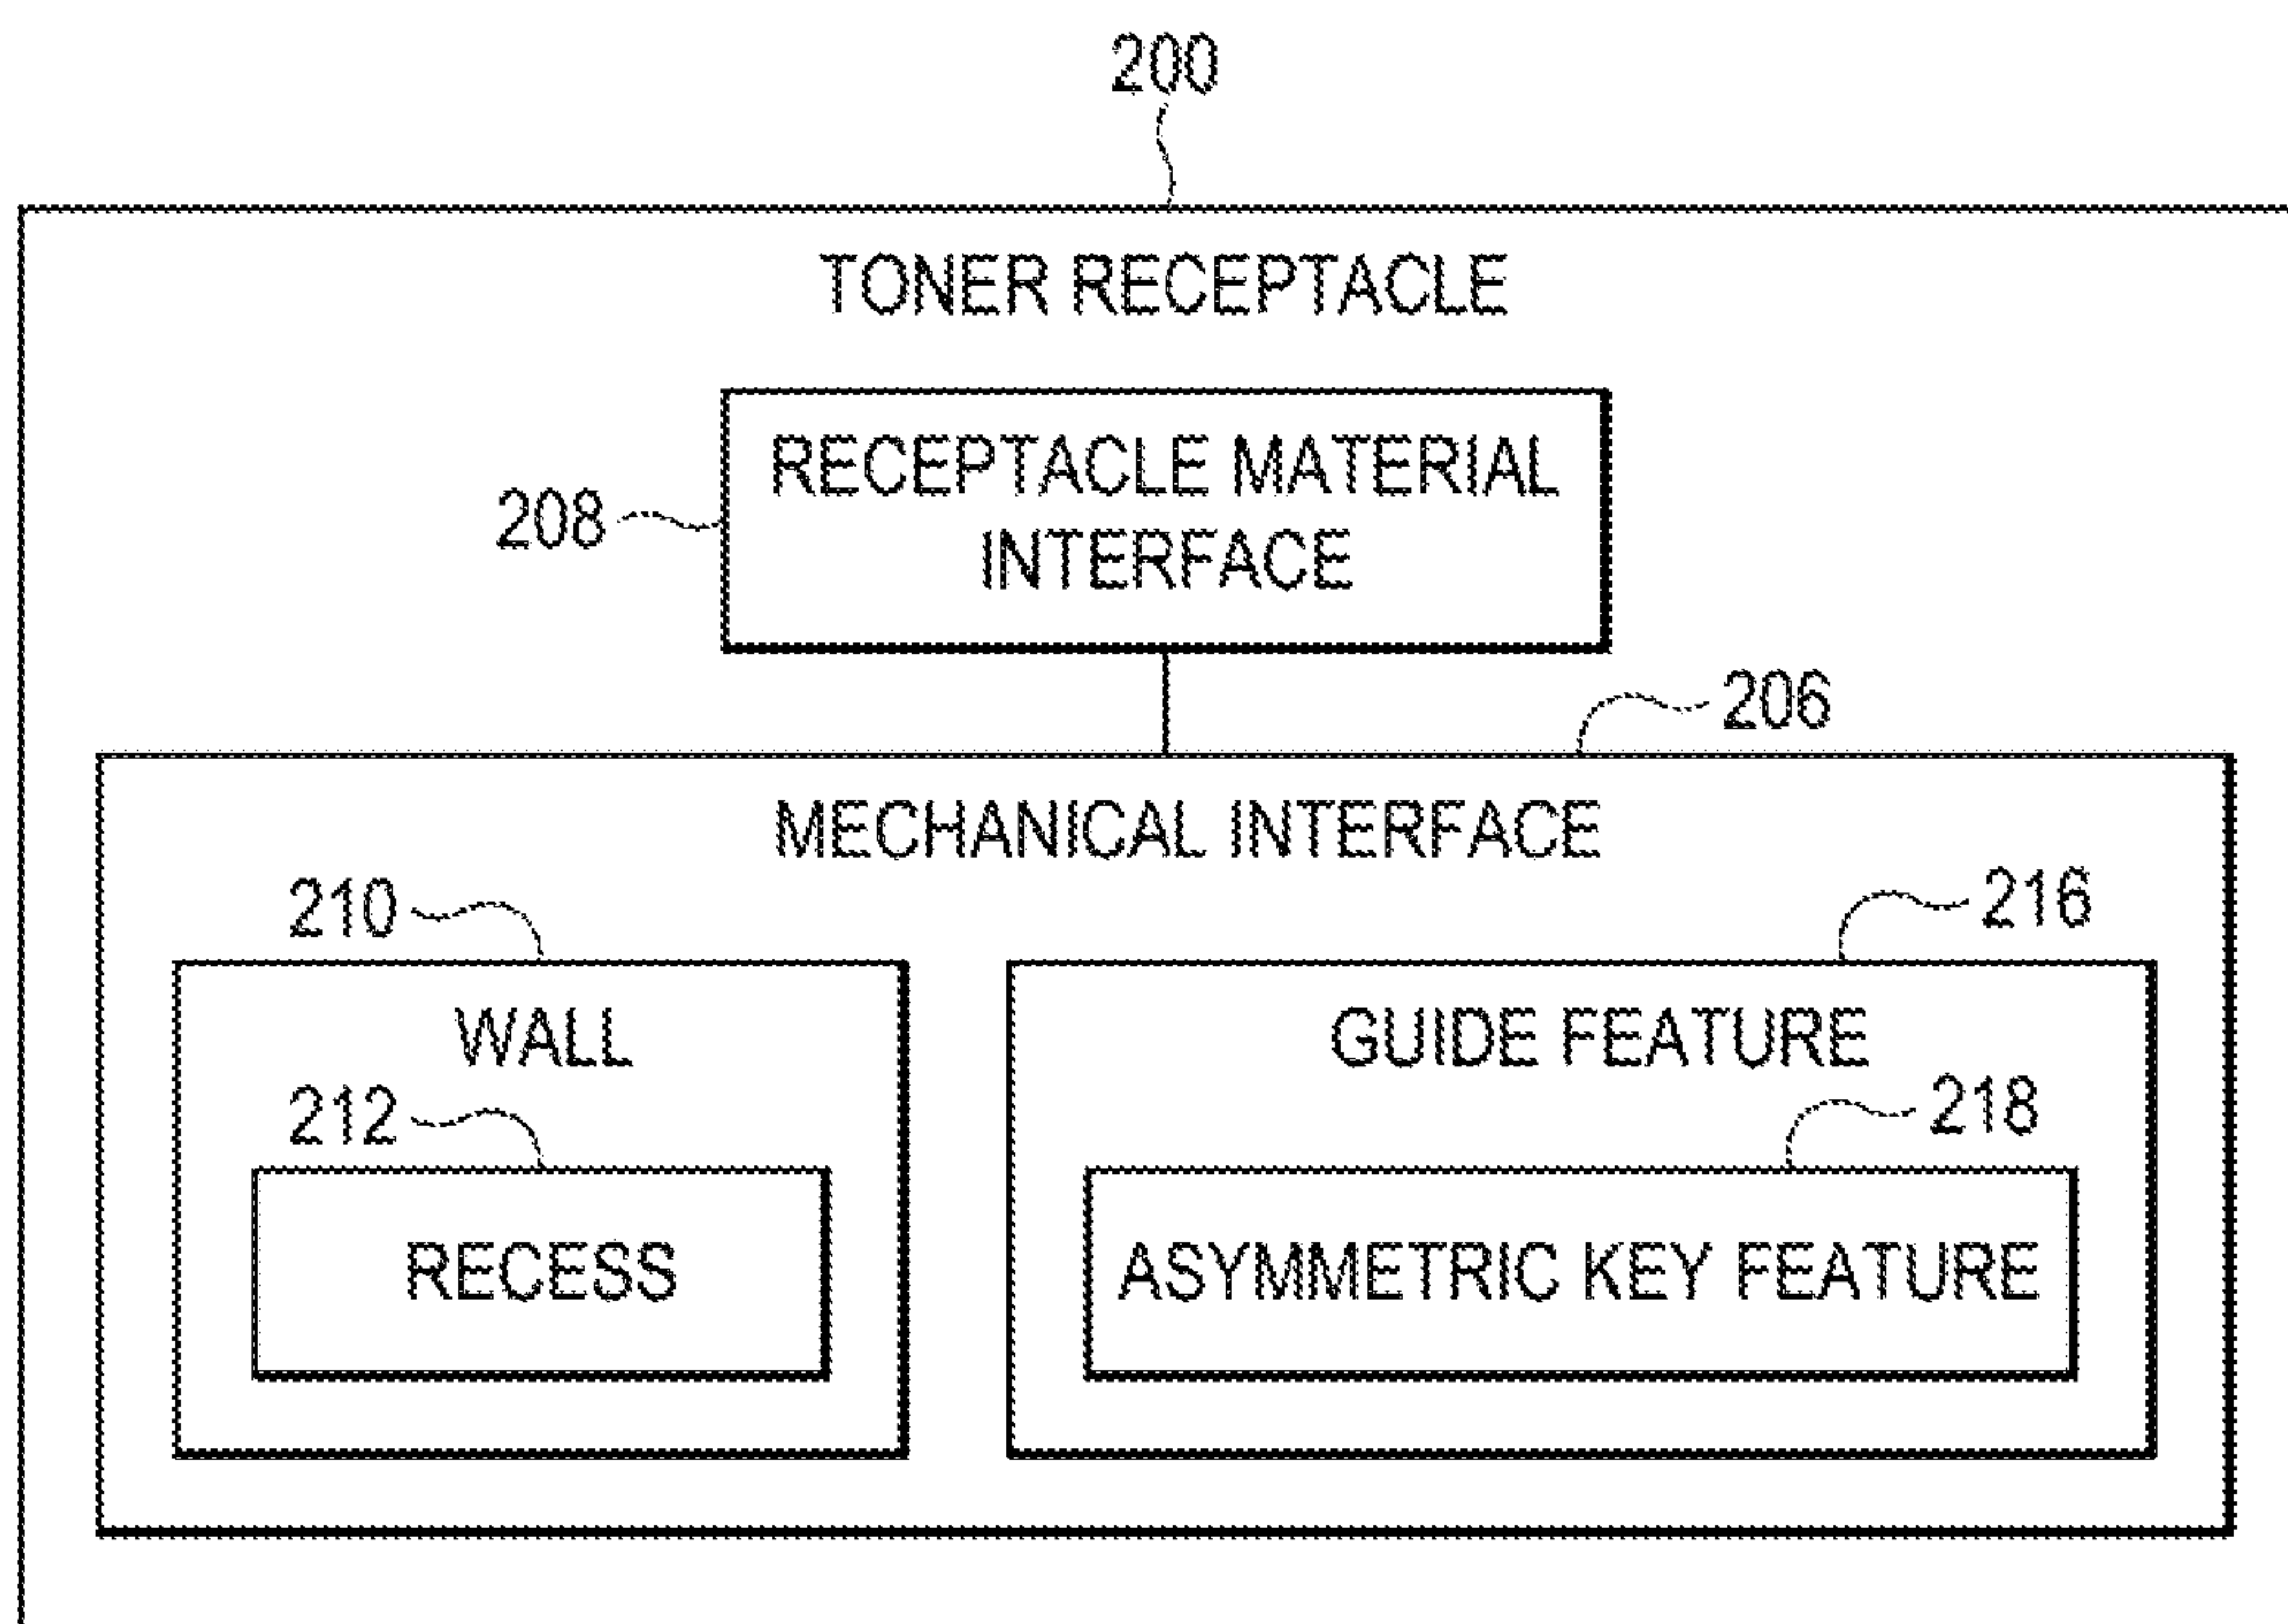 200
TONER RECEPTACLE
208
RECEPTACLE MATERIAL
INTERFACE
206
MECHANICAL INTERFACE
210
216
WALL
GUIDE FEATURE
212
218
RECESS
ASYMMETRIC KEY FEATURE